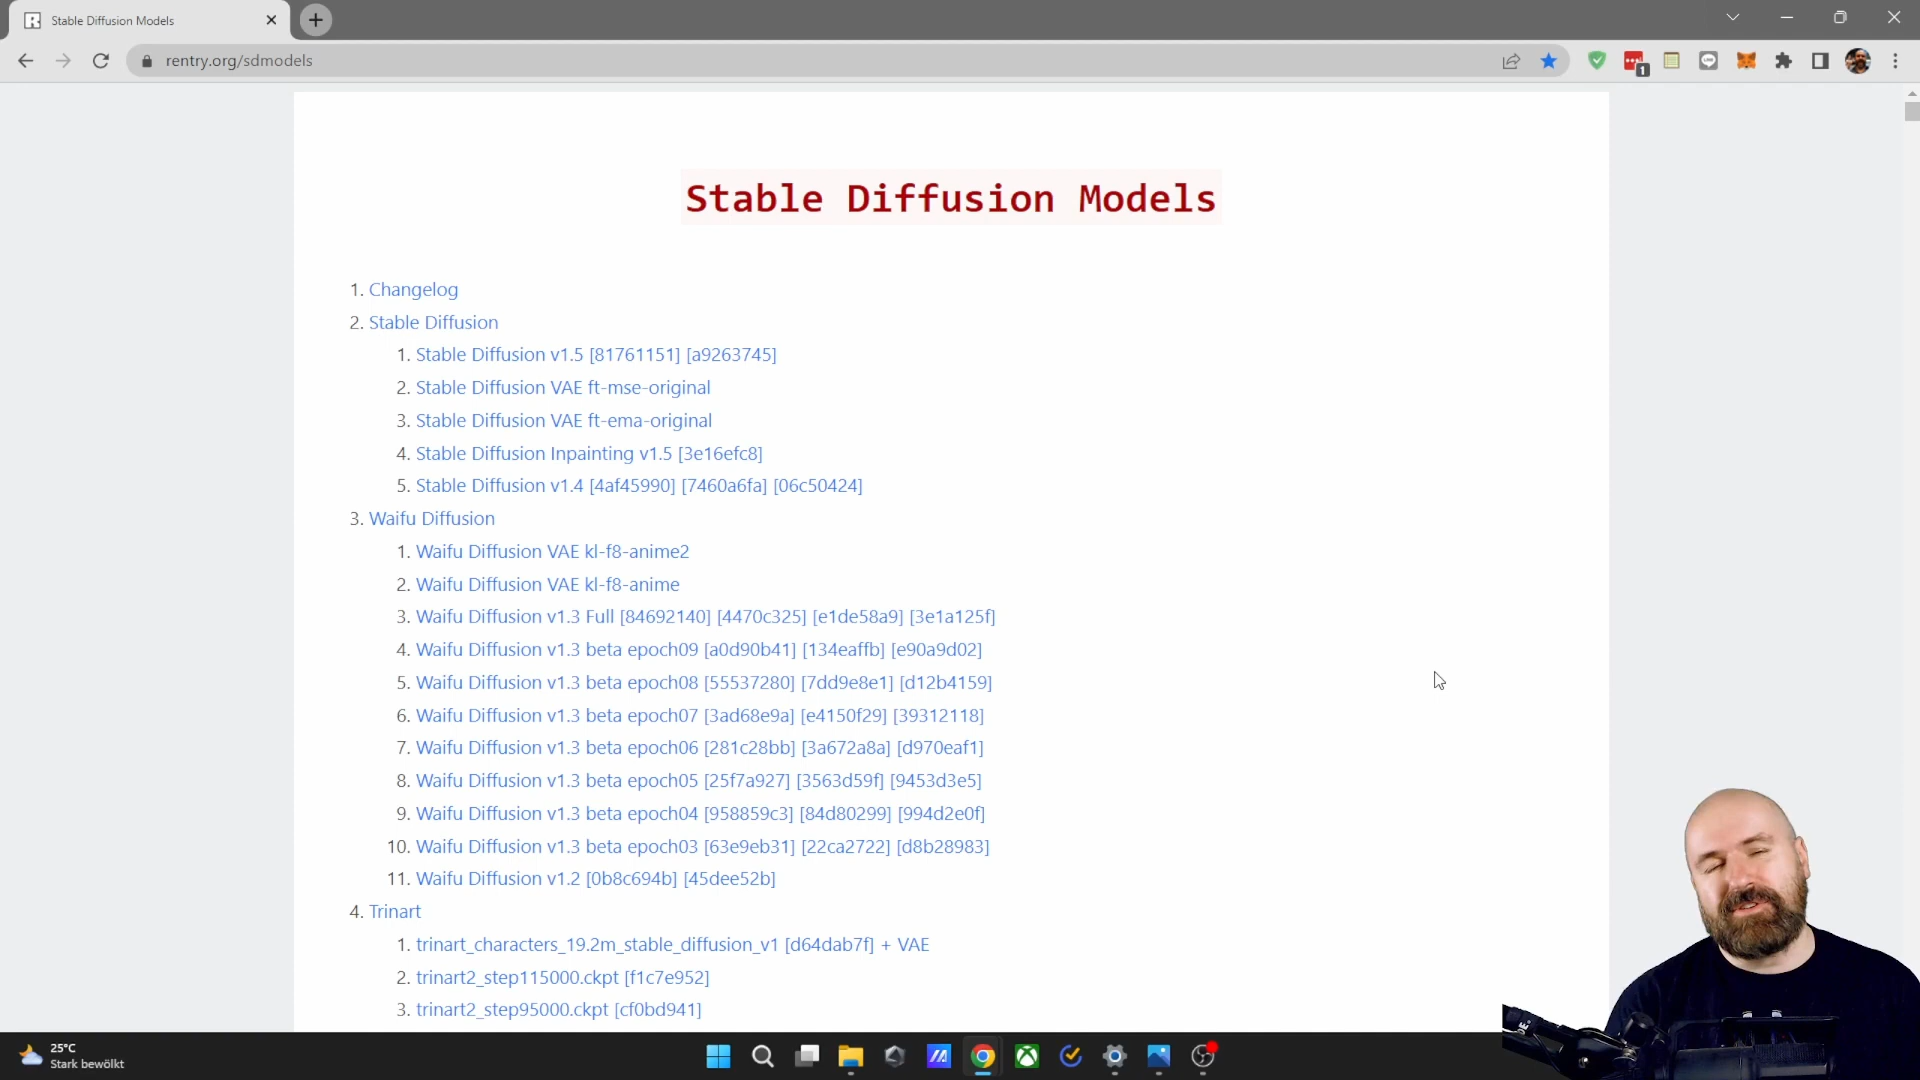 Stable Diffusion Models
rentry.org/sdmodels
1
Stable Diffusion Models
1. Changelog
2. Stable Diffusion
1. Stable Diffusion v1.5 [81761151] [a9263745]
2. Stable Diffusion VAE ft-mse-original
3. Stable Diffusion VAE ft-ema-original
4. Stable Diffusion Inpainting v1.5 [3e16efc8]
5. Stable Diffusion v1.4 [4af45990] [7460a6fa] [06c50424]
3. Waifu Diffusion
1. Waifu Diffusion VAE kl-f8-anime2
2. Waifu Diffusion VAE kl-f8-anime
3. Waifu Diffusion v1.3 Full [84692140] [4470c325] [e1de58a9] [3e1a125f]
4. Waifu Diffusion v1.3 beta epoch09 [a0d90b41] [134eaffb] [e90a9d02]
5. Waifu Diffusion v1.3 beta epoch08 [55537280] [7dd9e8e1] [d12b4159]
6. Waifu Diffusion v1.3 beta epoch07 [3ad68e9a] [e4150f29] [39312118]
7. Waifu Diffusion v1.3 beta epoch06 [281c28bb] [3a672a8a] [d970eaf1]
8. Waifu Diffusion v1.3 beta epoch05 [25f7a927] [3563d59f] [9453d3e5]
9. Waifu Diffusion v1.3 beta epoch04 [958859c3] [84d80299] [994d2e0f]
10. Waifu Diffusion v1.3 beta epoch03 [63e9eb31] [22ca2722] [d8b28983]
11. Waifu Diffusion v1.2 [0b8c694b] [45dee52b]
4. Trinart
1. trinart_characters_19.2m_stable_diffusion_v1 [d64dab7f] + VAE
2. trinart2_step115000.ckpt [f1c7e952]
3. trinart2_step95000.ckpt [cf0bd941]
25°C
Stark bewölkt